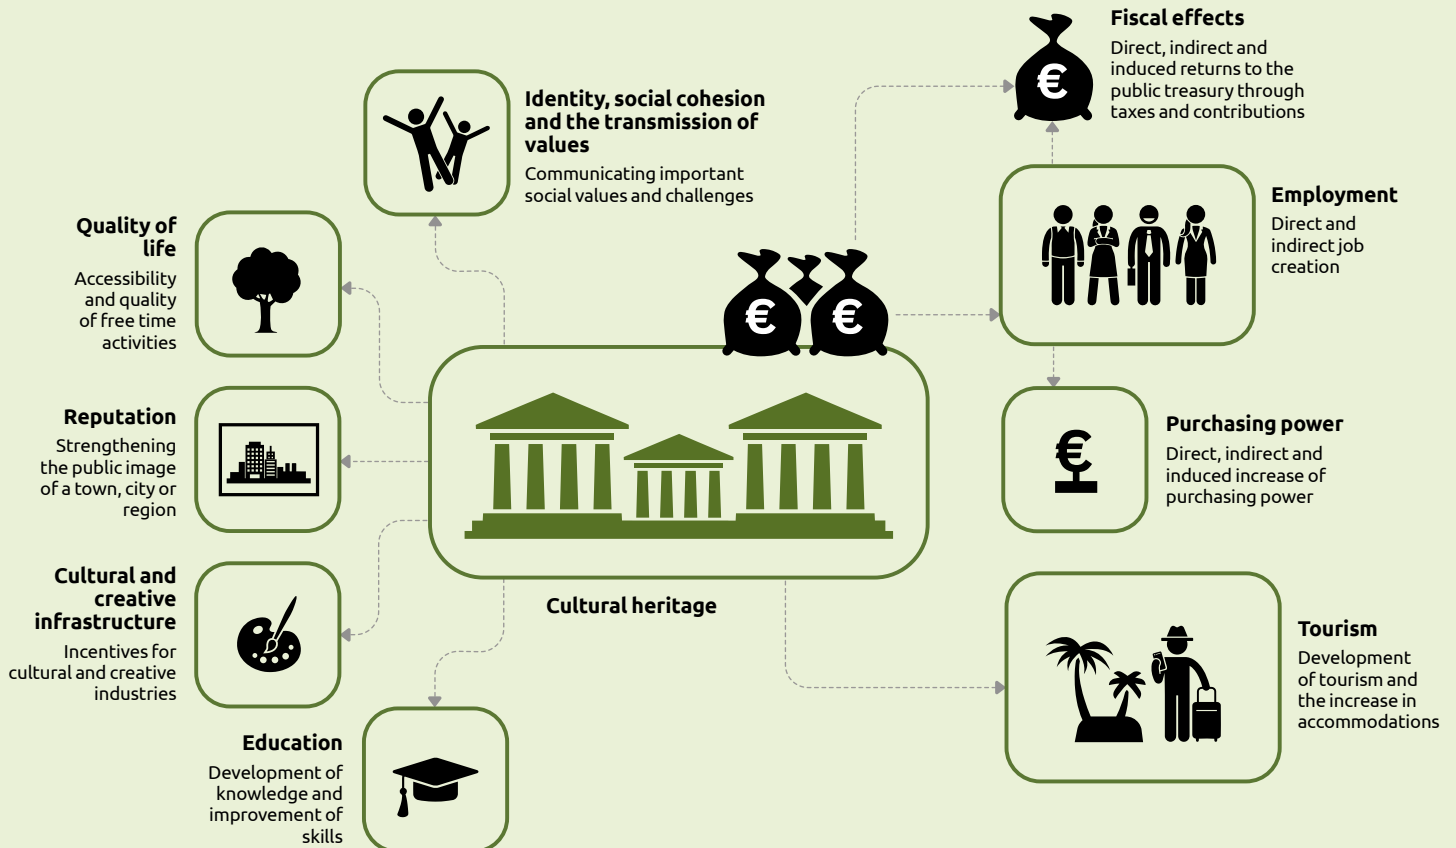 Fiscal effects
Direct, indirect and
induced returns to the
public treasury through
taxes and contributions
Identity, social cohesion
and the transmission of
values
Communicating important
social values and challenges
Employment
Direct and
indirect job
creation
Quality of
life
Accessibility
and quality
of free time
activities
€
€ €
Reputation
Strengthening
the public image
of a town, city or
region
Purchasing power
Direct, indirect and
induced increase of
purchasing power
€
Cultural and
creative
infrastructure
Incentives for
cultural and creative
industries
Cultural heritage
Tourism
Development
of tourism and
the increase in
accommodations
Education
Development of
knowledge and
improvement of
skills